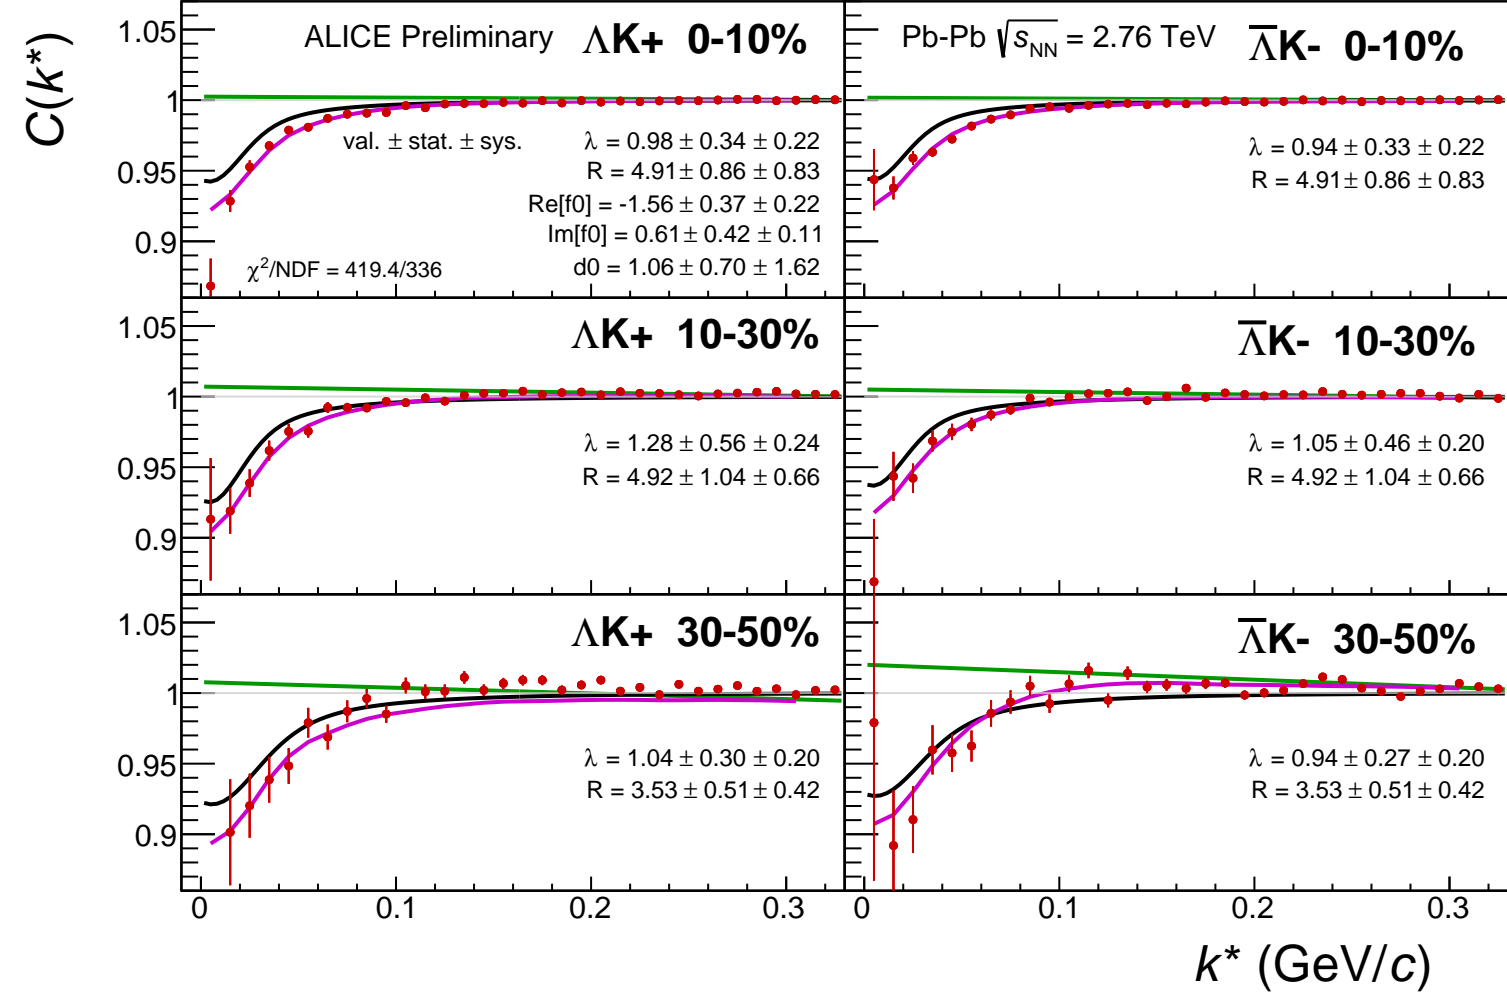 C(k*)
ALICE Preliminary ΛK+ 0-10%
val. ± stat. ± sys.
λ = 0.98 ± 0.34 ± 0.22
R = 4.91± 0.86 ± 0.83
Re[f0] = -1.56 ± 0.37 ± 0.22
Im[f0] = 0.61± 0.42 ± 0.11
d0 = 1.06 ± 0.70 ± 1.62
χ²/NDF = 419.4/336
1.05
1
0.95
0.9
Pb-Pb √s_NN = 2.76 TeV Λ̅K- 0-10%
λ = 0.94 ± 0.33 ± 0.22
R = 4.91 ± 0.86 ± 0.83
ΛK+ 10-30%
λ = 1.28 ± 0.56 ± 0.24
R = 4.92 ± 1.04 ± 0.66
1.05
1
0.95
0.9
Λ̅K- 10-30%
λ = 1.05 ± 0.46 ± 0.20
R = 4.92 ± 1.04 ± 0.66
ΛK+ 30-50%
λ = 1.04 ± 0.30 ± 0.20
R = 3.53 ± 0.51 ± 0.42
1.05
1
0.95
0.9
Λ̅K- 30-50%
λ = 0.94 ± 0.27 ± 0.20
R = 3.53 ± 0.51 ± 0.42
0 0.1 0.2 0.3
0 0.1 0.2 0.3
k* (GeV/c)